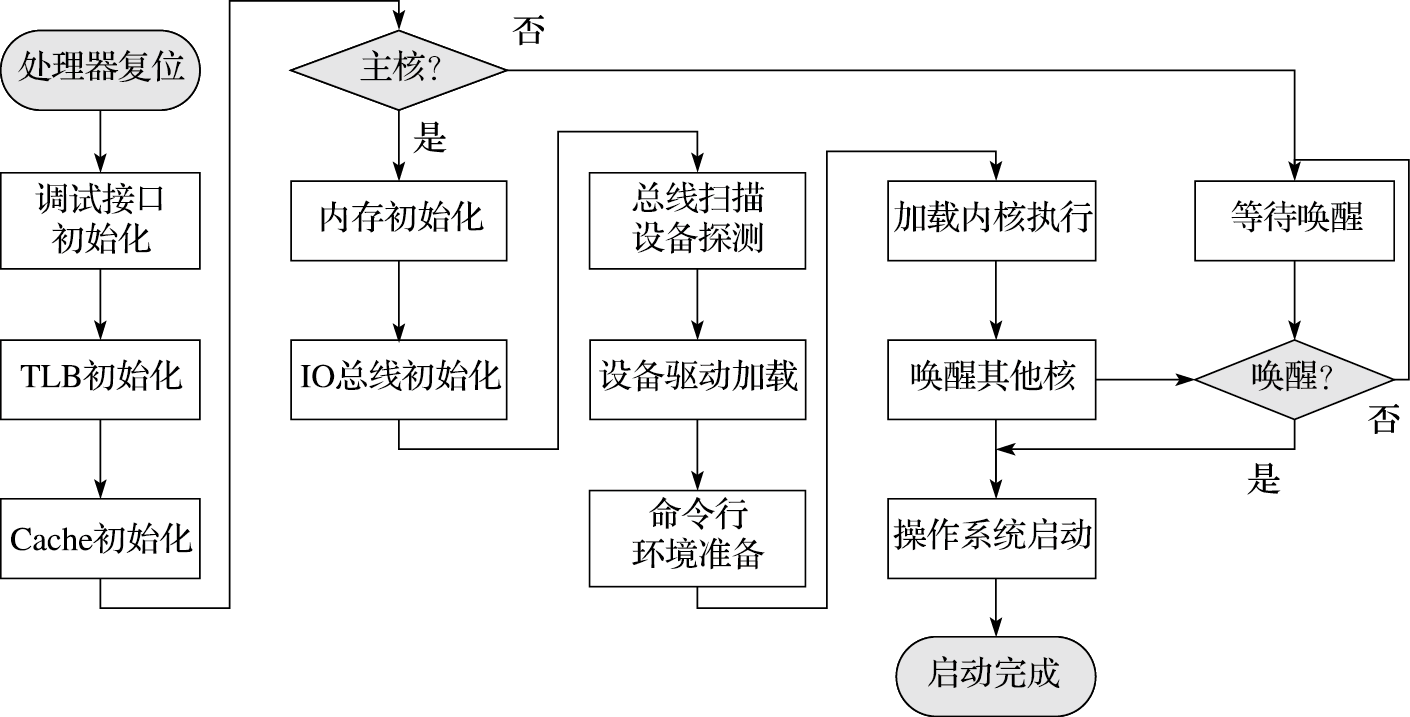 处理器复位
调试接口
初始化
TLB初始化
Cache初始化
主核?
否
是
内存初始化
IO总线初始化
总线扫描
设备探测
设备驱动加载
命令行
环境准备
加载内核执行
唤醒其他核
操作系统启动
启动完成
等待唤醒
唤醒?
否
是